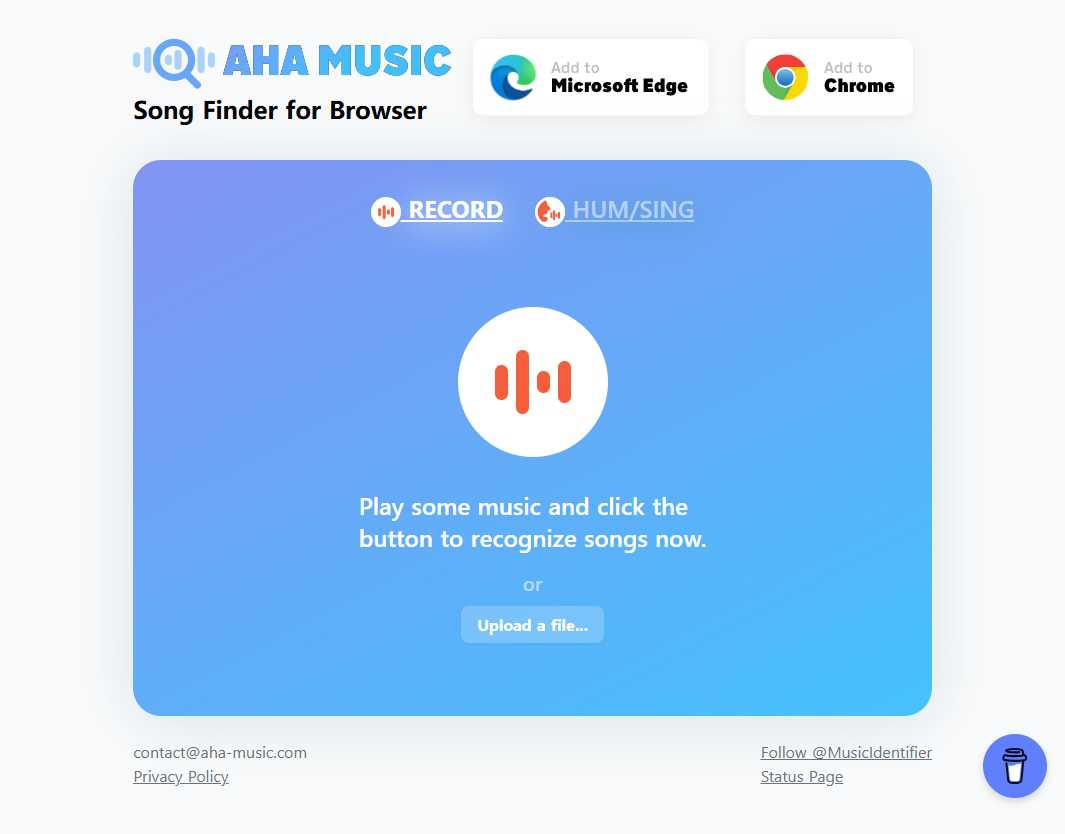 AHA MUSIC
Song Finder for Browser
Add to
Microsoft Edge
Add to
Chrome
RECORD
HUM/SING
Play some music and click the
button to recognize songs now.
or
Upload a file...
contact@aha-music.com
Privacy Policy
Follow @MusicIdentifier
Status Page